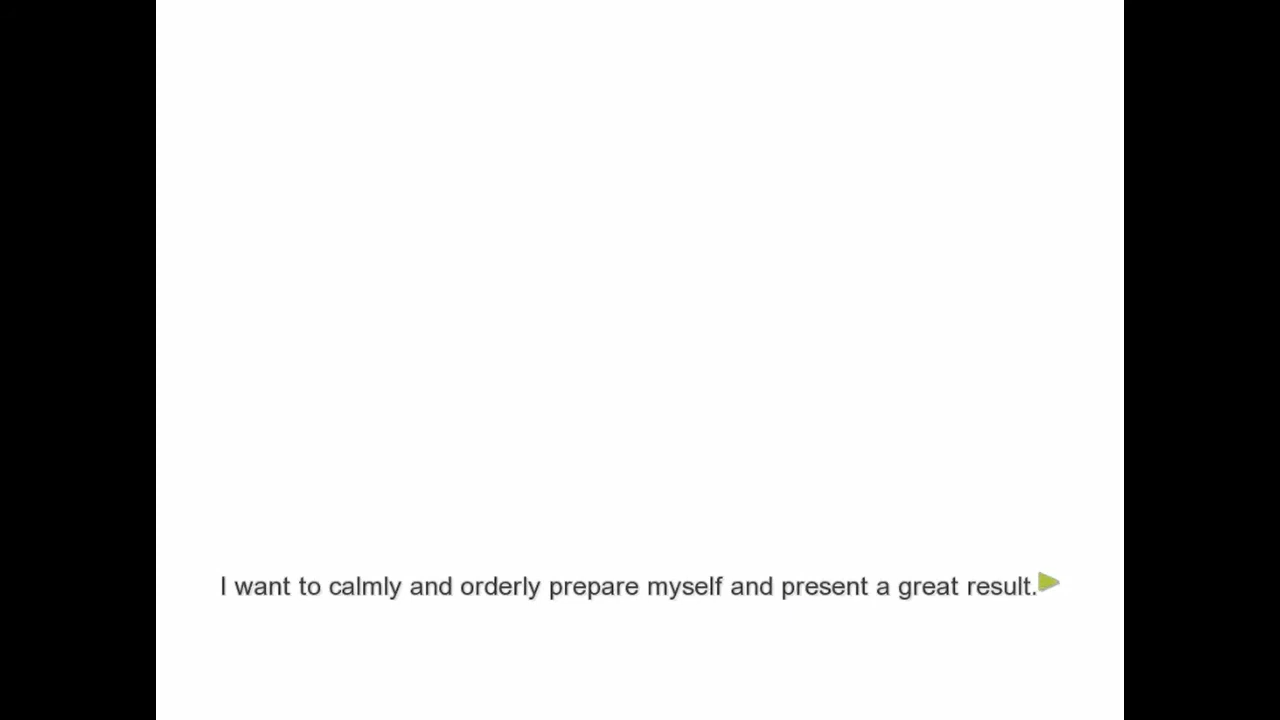 I want to calmly and orderly prepare myself and present a great result.